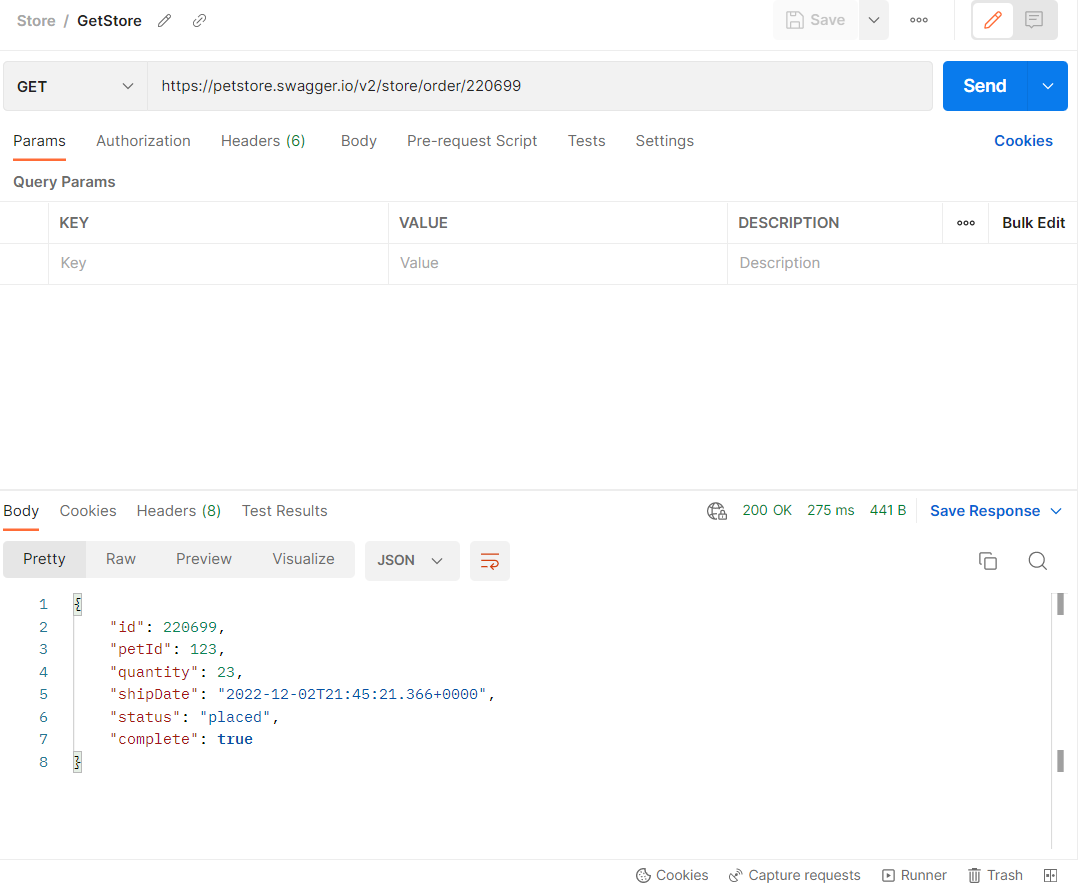 Store / GetStore
Save
GET
https://petstore.swagger.io/v2/store/order/220699
Send
Params Authorization Headers (6) Body Pre-request Script Tests Settings Cookies
Query Params
KEY VALUE DESCRIPTION Bulk Edit
Key Value Description
Body Cookies Headers (8) Test Results 200 OK 275 ms 441 B Save Response
Pretty Raw Preview Visualize JSON
1 {
2 "id": 220699,
3 "petId": 123,
4 "quantity": 23,
5 "shipDate": "2022-12-02T21:45:21.366+0000",
6 "status": "placed",
7 "complete": true
8 }
Cookies Capture requests Runner Trash